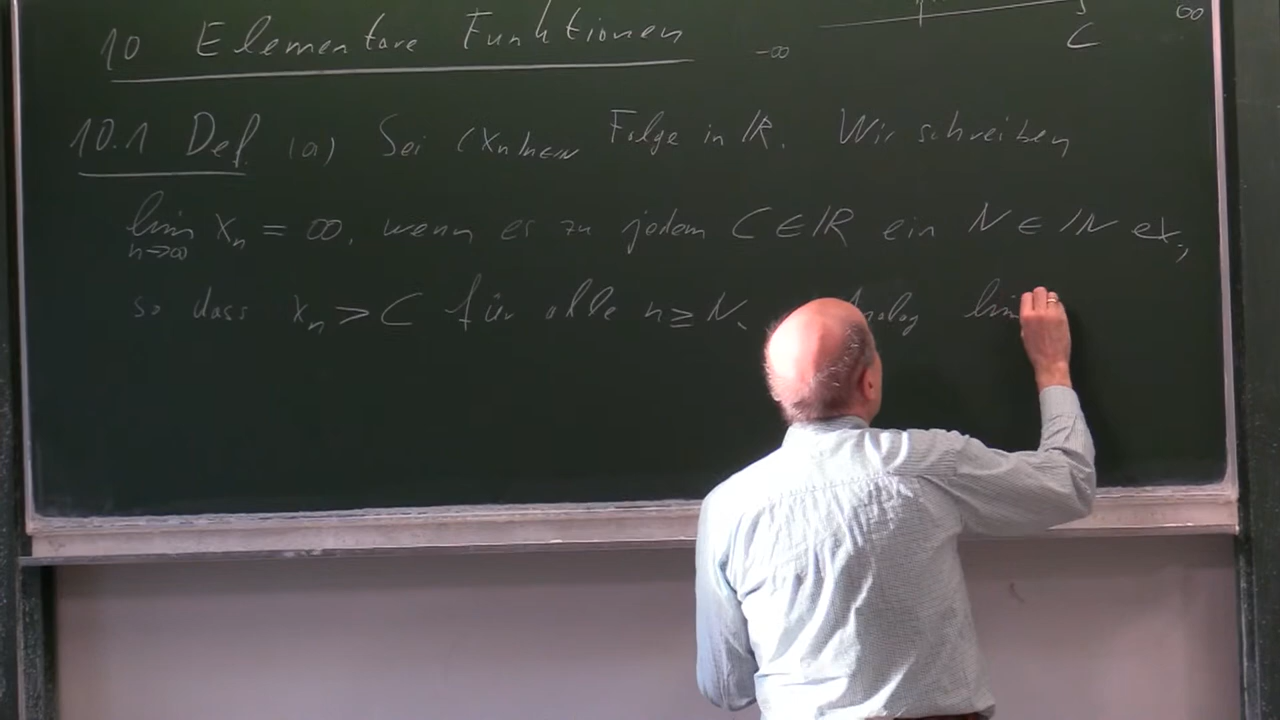 10 Elementare Funktionen
-∞ C ∞
10.1 Def. (a) Sei (xₙ)ₙ∈ℕ Folge in ℝ. Wir schreiben
lim n→∞ xₙ = ∞, wenn es zu jedem C ∈ ℝ ein N ∈ ℕ ex.,
so dass xₙ > C für alle n ≥ N. lim